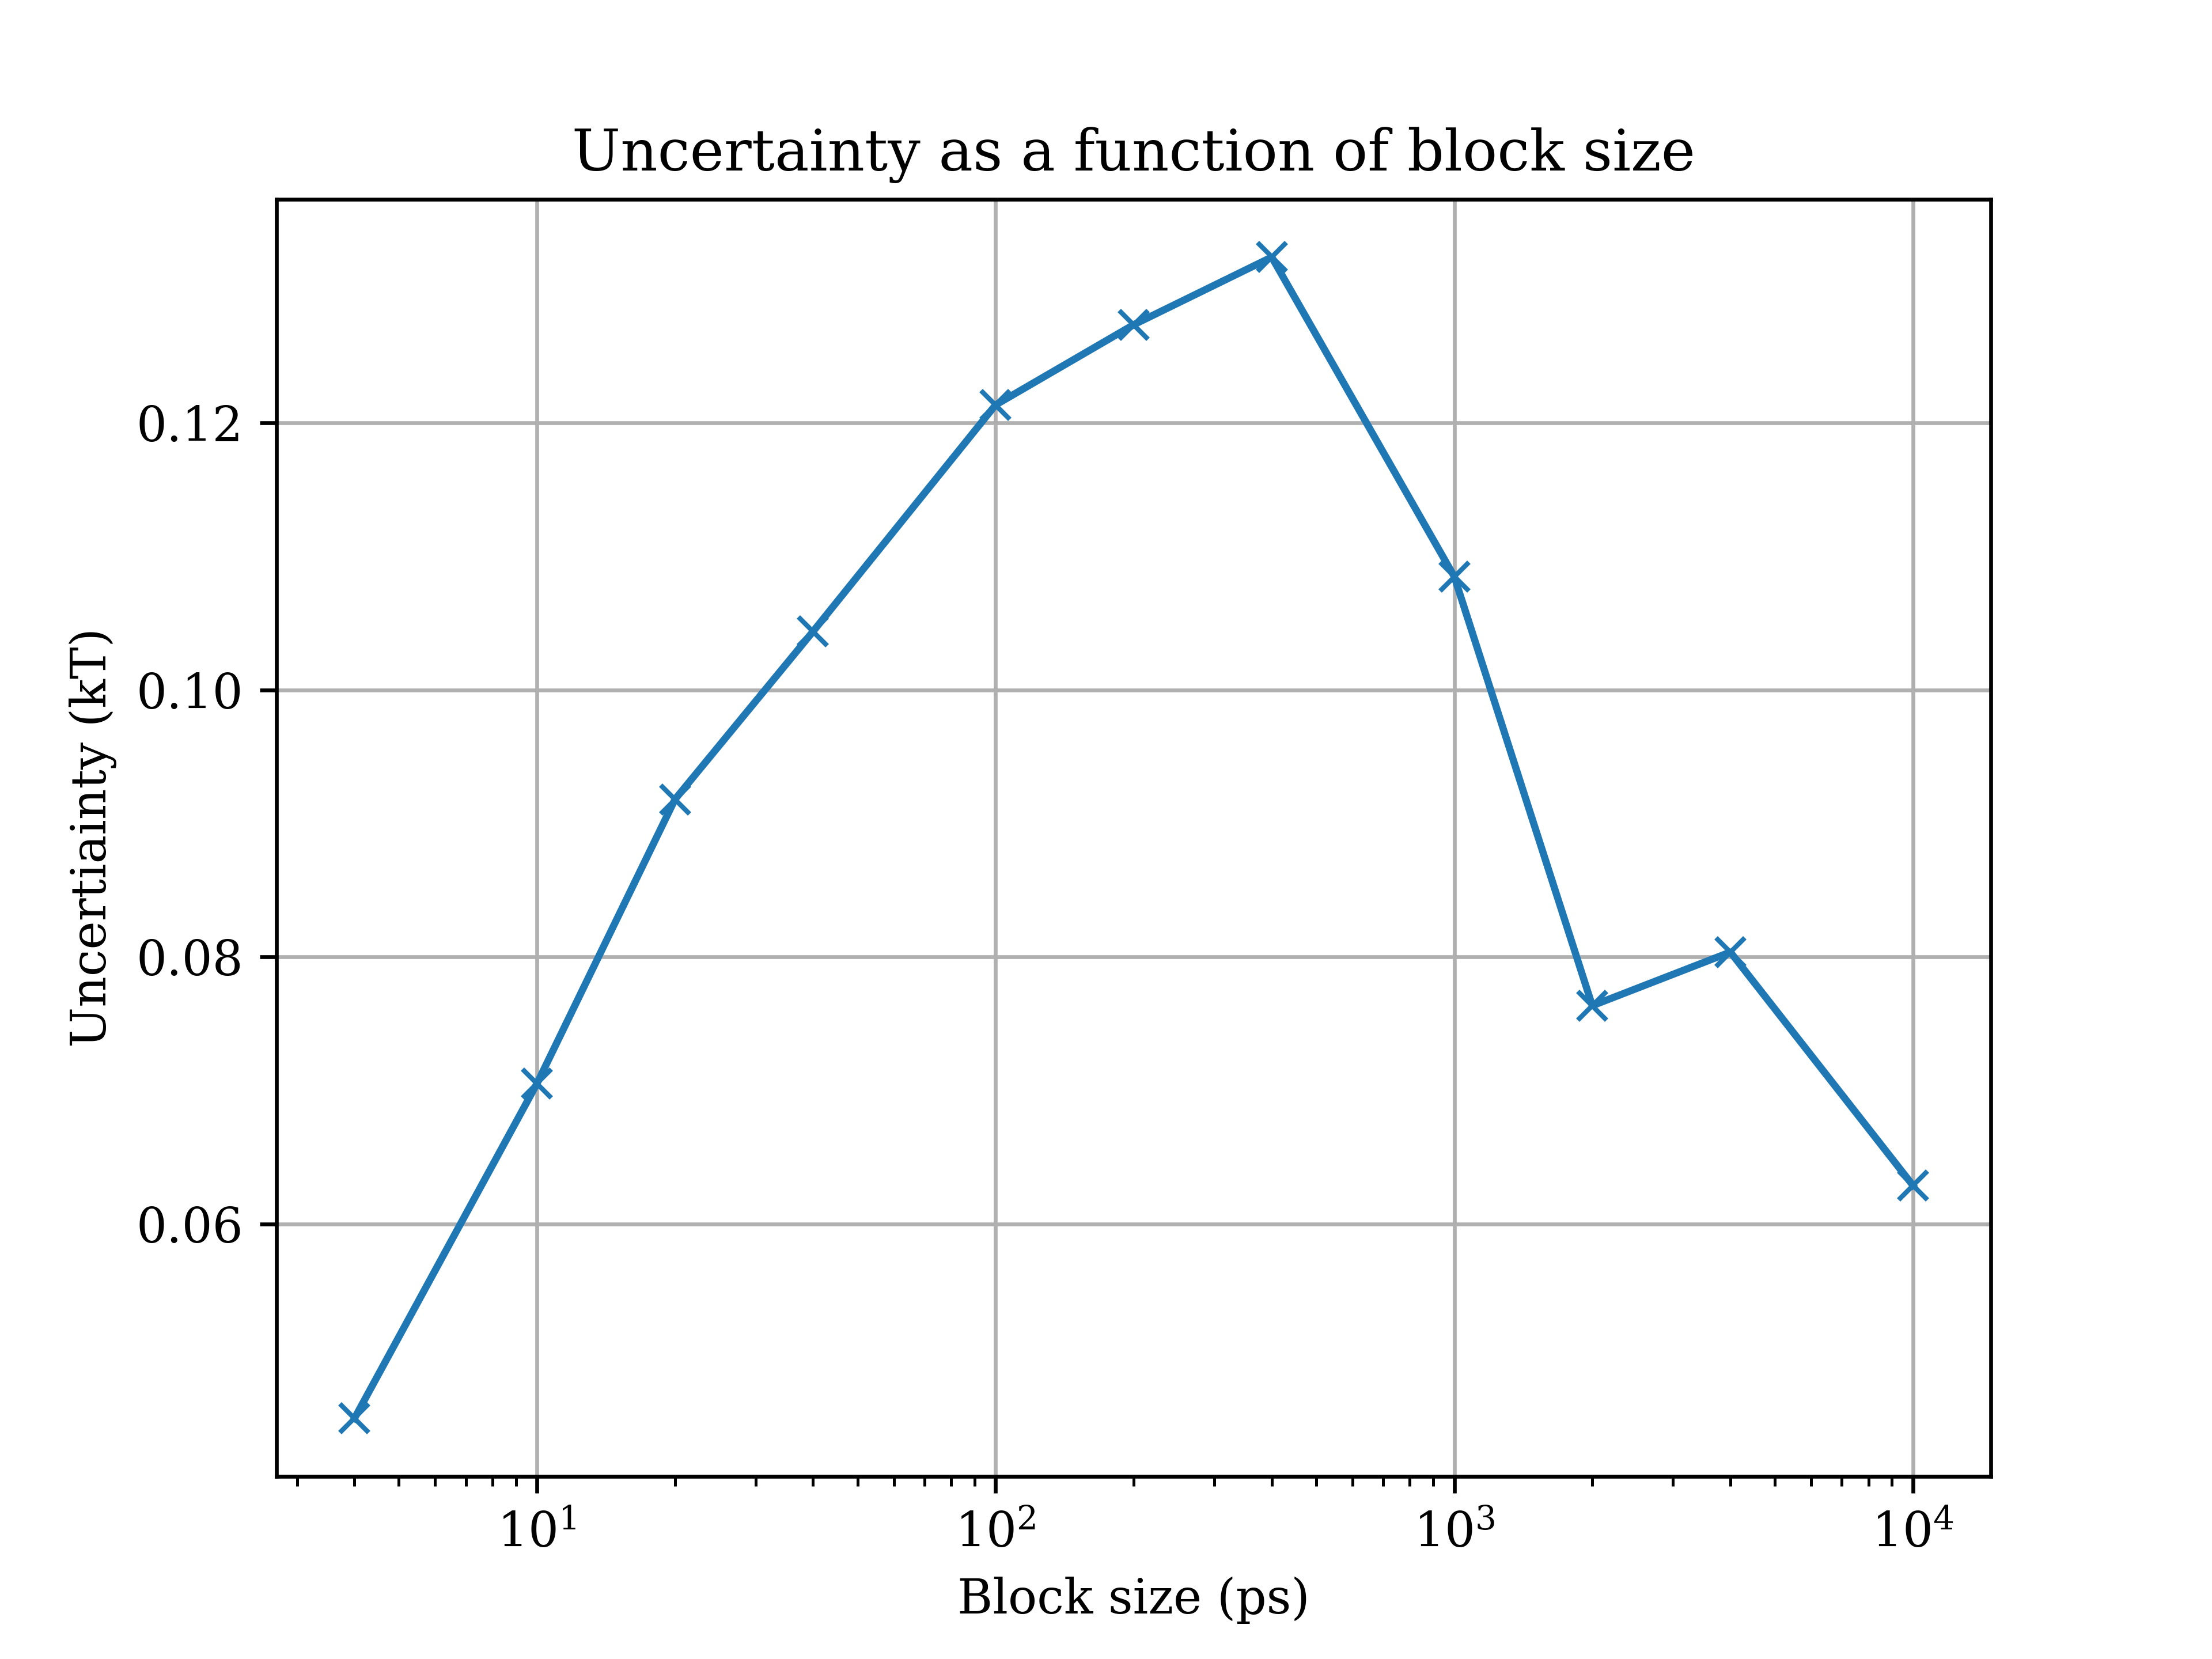 Uncertainty as a function of block size
0.12
0.10
0.08
0.06
Uncertiainty (kT)
10¹ 10² 10³ 10⁴
Block size (ps)